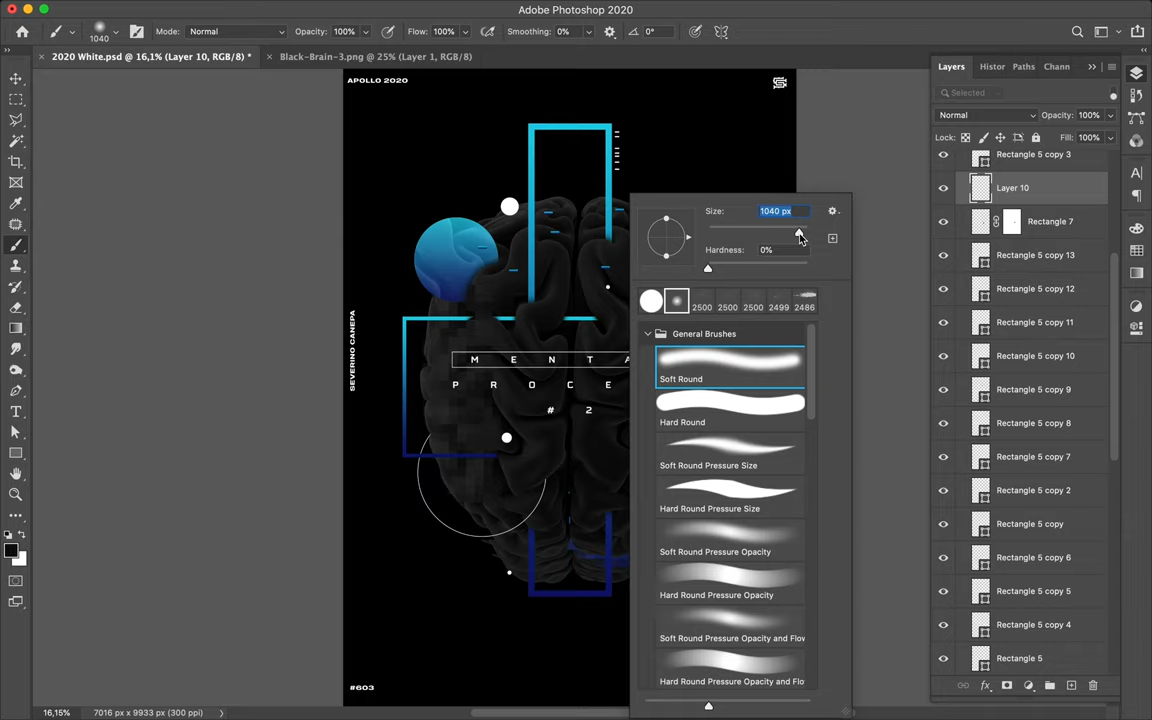 Adobe Photoshop 2020
1040
Mode: Normal
Opacity: 100%
Flow: 100%
Smoothing: 0%
0°
2020 White.psd @ 16,1% (Layer 10, RGB/8) *
Black-Brain-3.png @ 25% (Layer 1, RGB/8)
APOLLO 2020
SEVERINO CANEPA
M E N T A
P R O C E
# 2
#603
Size: 1040 px
Hardness: 0%
2500 2500 2500 2499 2486
General Brushes
Soft Round
Hard Round
Soft Round Pressure Size
Hard Round Pressure Size
Soft Round Pressure Opacity
Hard Round Pressure Opacity
Soft Round Pressure Opacity and Flow
Hard Round Pressure Opacity and Flo
Layers Histor Paths Chann
Selected
Normal Opacity: 100%
Lock: Fill: 100%
Rectangle 5 copy 3
Layer 10
Rectangle 7
Rectangle 5 copy 13
Rectangle 5 copy 12
Rectangle 5 copy 11
Rectangle 5 copy 10
Rectangle 5 copy 9
Rectangle 5 copy 8
Rectangle 5 copy 7
Rectangle 5 copy 2
Rectangle 5 copy
Rectangle 5 copy 6
Rectangle 5 copy 5
Rectangle 5 copy 4
Rectangle 5
16,15% 7016 px x 9933 px (300 ppi)